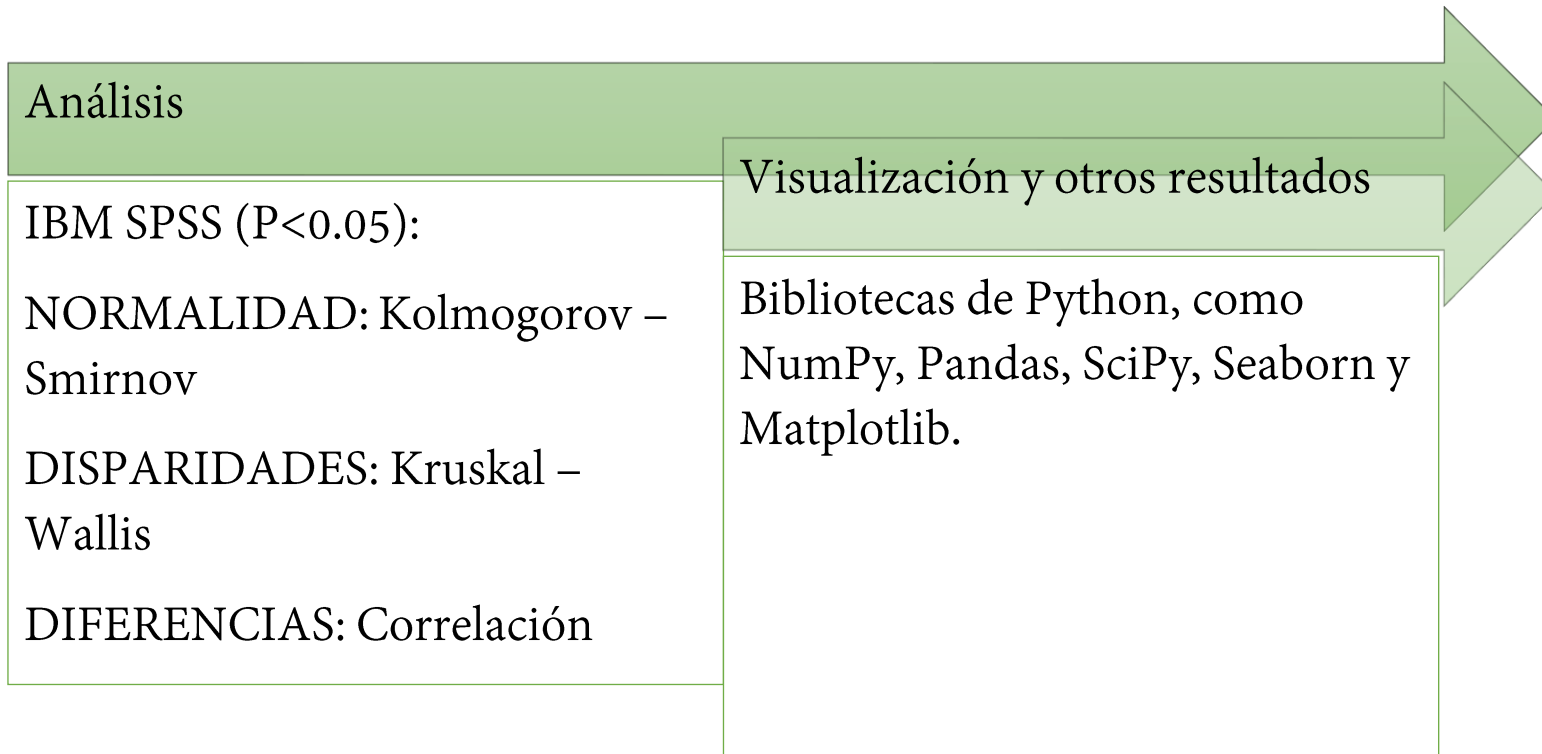 Análisis
IBM SPSS (P<0.05):
NORMALIDAD: Kolmogorov –
Smirnov
DISPARIDADES: Kruskal –
Wallis
DIFERENCIAS: Correlación
Visualización y otros resultados
Bibliotecas de Python, como
NumPy, Pandas, SciPy, Seaborn y
Matplotlib.